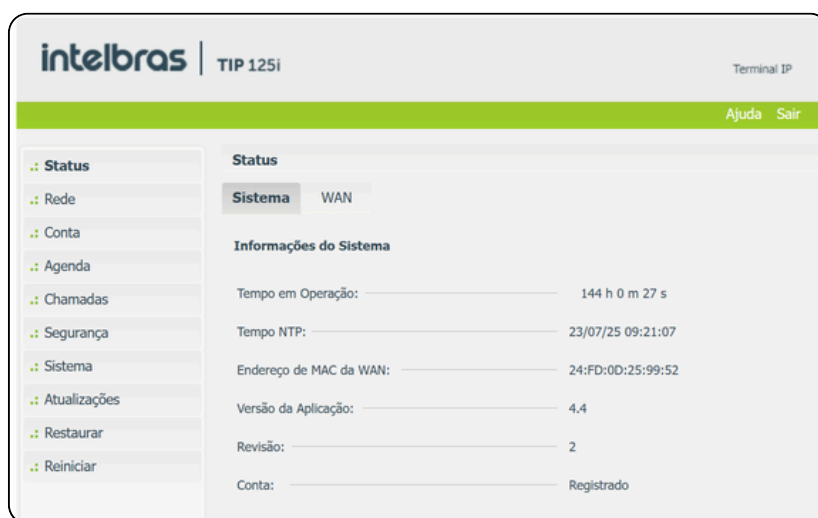 intelbras TIP 125i
Terminal IP
Ajuda Sair
.: Status
.: Rede
.: Conta
.: Agenda
.: Chamadas
.: Segurança
.: Sistema
.: Atualizações
.: Restaurar
.: Reiniciar
Status
Sistema WAN
Informações do Sistema
Tempo em Operação: 144 h 0 m 27 s
Tempo NTP: 23/07/25 09:21:07
Endereço de MAC da WAN: 24:FD:0D:25:99:52
Versão da Aplicação: 4.4
Revisão: 2
Conta: Registrado